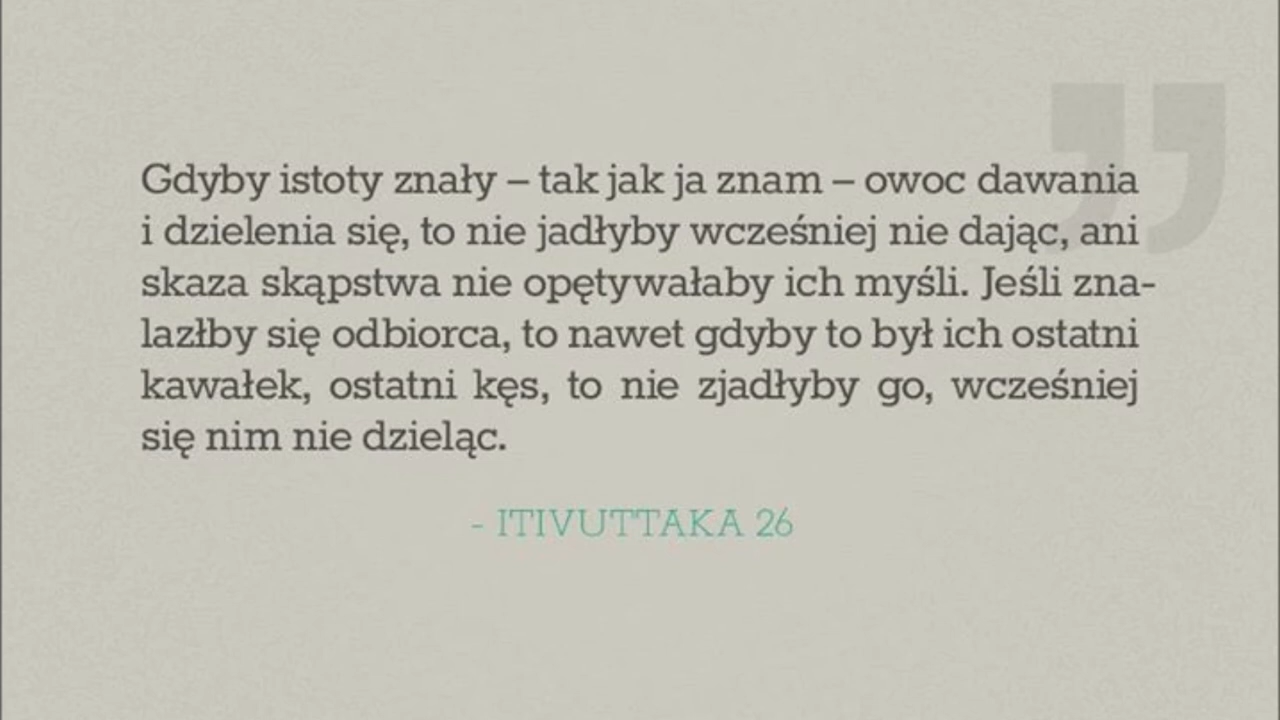 Gdyby istoty znały – tak jak ja znam – owoc dawania
i dzielenia się, to nie jadłyby wcześniej nie dając, ani
skaza skąpstwa nie opętywałaby ich myśli. Jeśli zna-
lazłby się odbiorca, to nawet gdyby to był ich ostatni
kawałek, ostatni kęs, to nie zjadłyby go, wcześniej
się nim nie dzieląc.
- ITIVUTTAKA 26